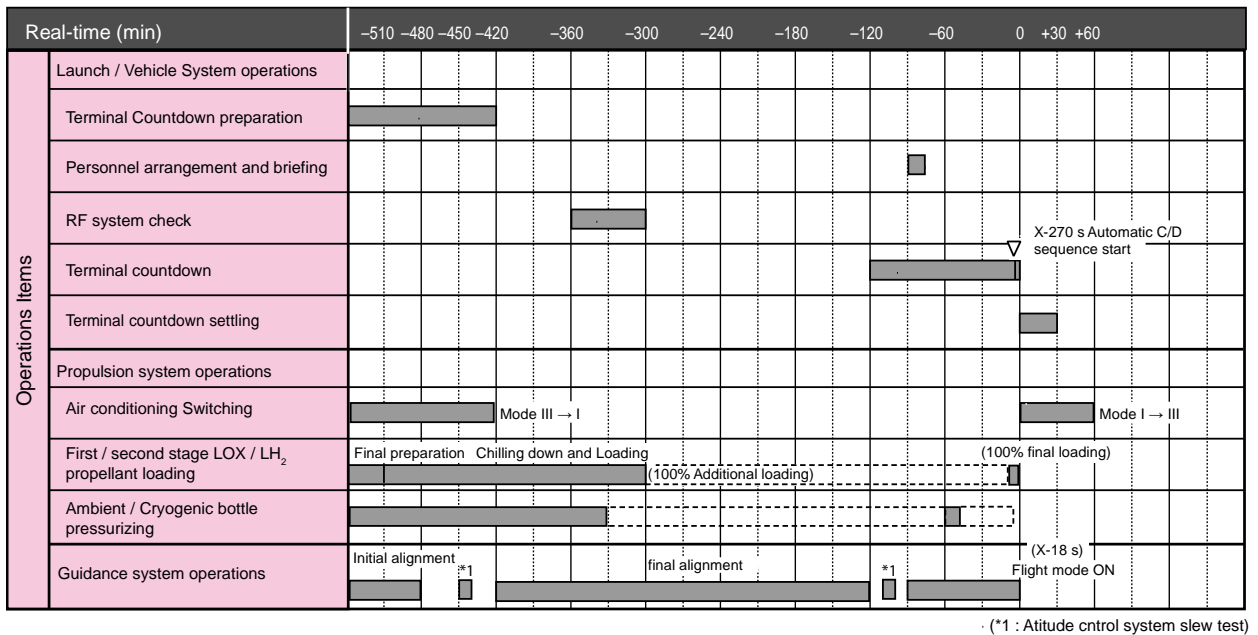 Real-time (min) –510 –480 –450 –420 –360 –300 –240 –180 –120 –60 0 +30 +60
Operations Items
Launch / Vehicle System operations
Terminal Countdown preparation
Personnel arrangement and briefing
RF system check
X-270 s Automatic C/D
sequence start
Terminal countdown
Terminal countdown settling
Propulsion system operations
Air conditioning Switching
Mode III → I
Mode I → III
First / second stage LOX / LH2
propellant loading
Final preparation
Chilling down and Loading
(100% Additional loading)
(100% final loading)
Ambient / Cryogenic bottle
pressurizing
Guidance system operations
Initial alignment
*1
final alignment
*1
(X-18 s)
Flight mode ON
(*1 : Atitude cntrol system slew test)